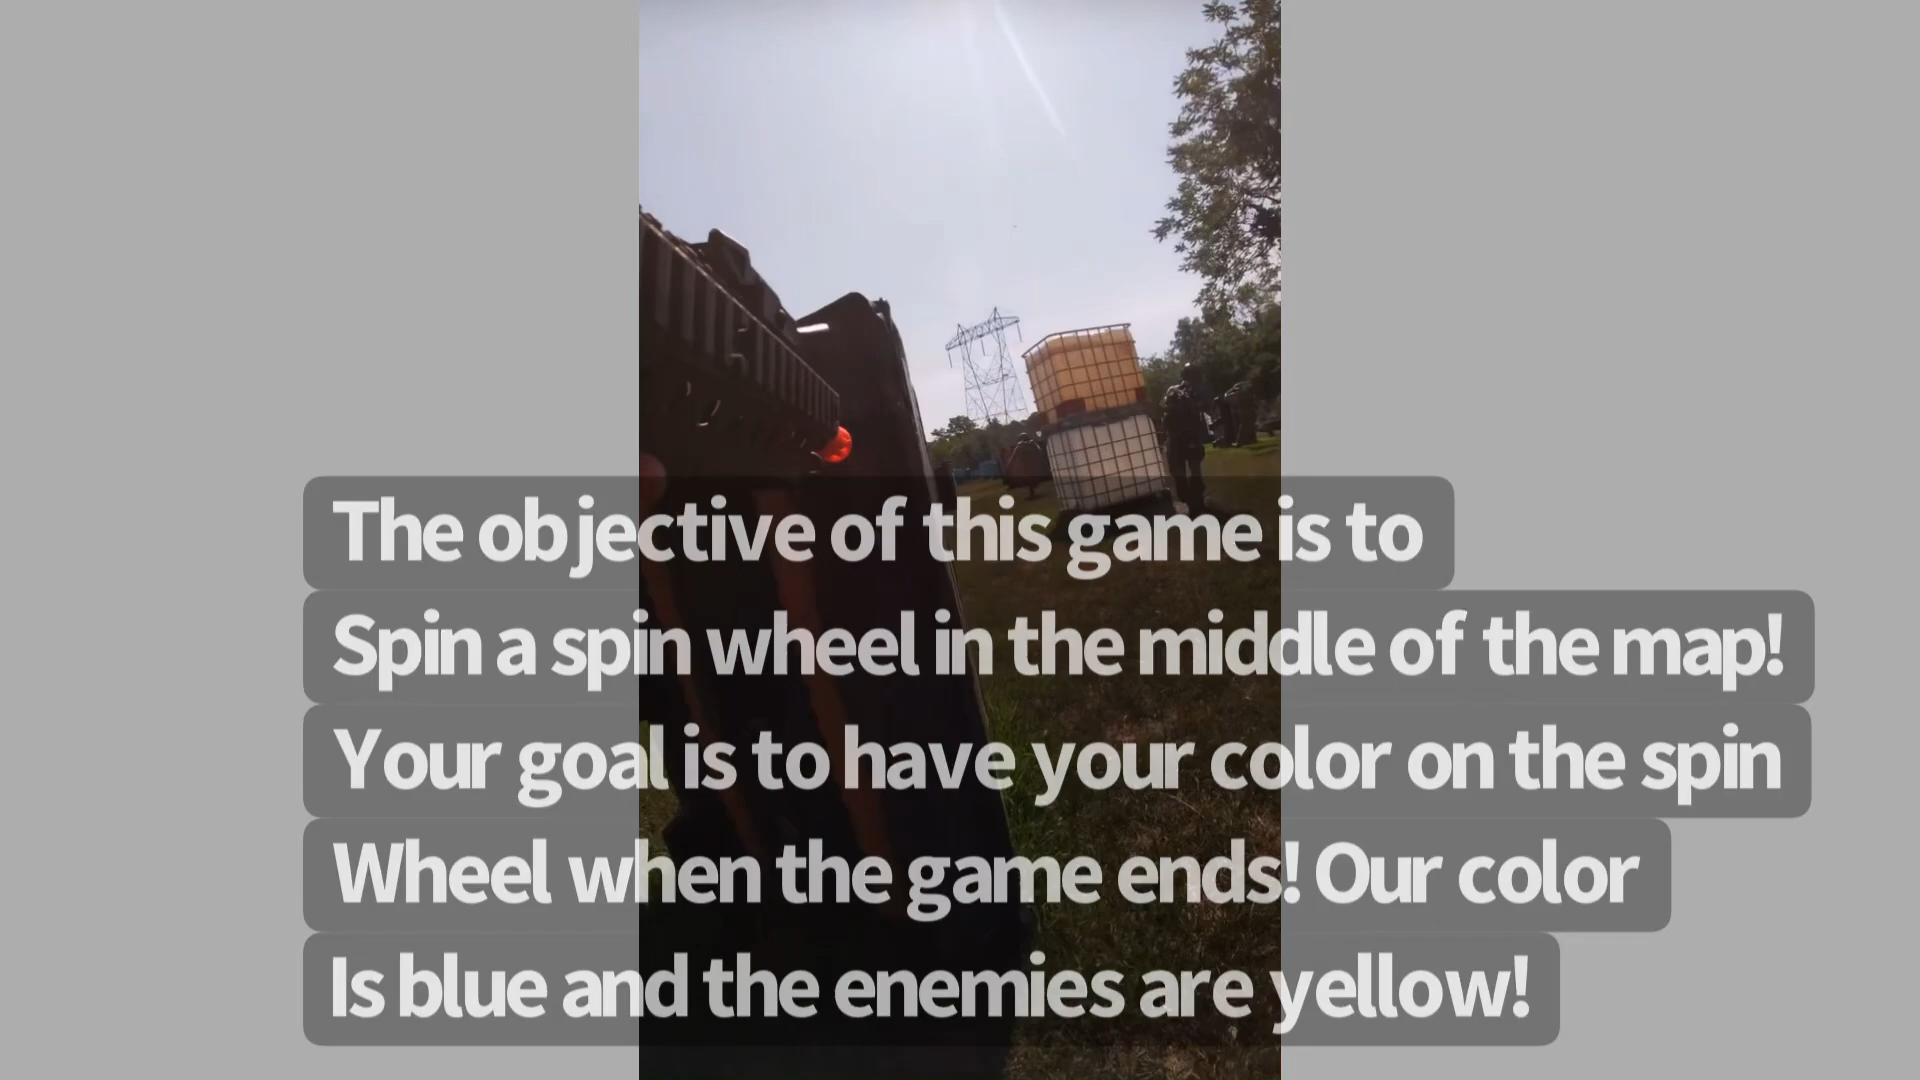 The objective of this game is to
Spin a spin wheel in the middle of the map!
Your goal is to have your color on the spin
Wheel when the game ends! Our color
Is blue and the enemies are yellow!